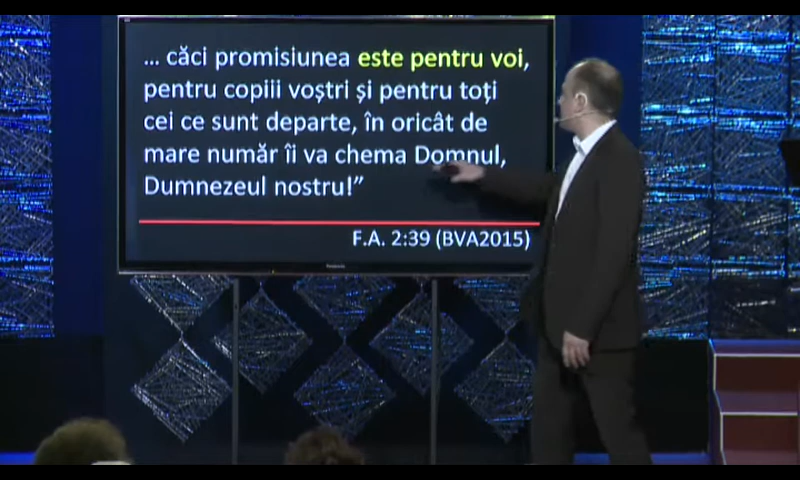 ... căci promisiunea este pentru voi,
pentru copiii voștri și pentru toți
cei ce sunt departe, în oricât de
mare număr îi va chema Domnul,
Dumnezeul nostru!”
F.A. 2:39 (BVA2015)
Panasonic